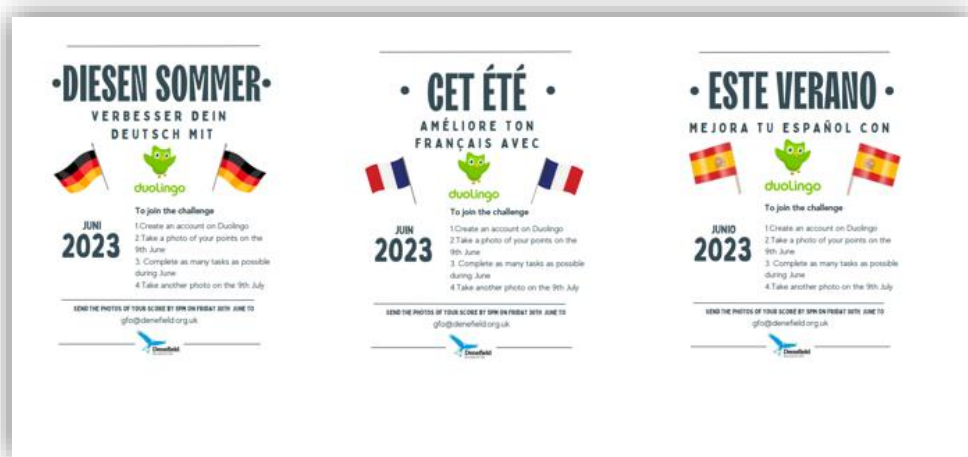 •DIESEN SOMMER•
VERBESSER DEIN
DEUTSCH MIT
duolingo
JUNI
2023
To join the challenge
1.Create an account on Duolingo
2.Take a photo of your points on the
9th June
3. Complete as many tasks as possible
during June
4.Take another photo on the 9th July
SEND THE PHOTOS OF YOUR SCORE BY 5PM ON FRIDAY 30TH JUNE TO
gfo@denefield.org.uk
Denefield
• CET ÉTÉ •
AMÉLIORE TON
FRANÇAIS AVEC
duolingo
JUIN
2023
To join the challenge
1.Create an account on Duolingo
2.Take a photo of your points on the
9th June
3. Complete as many tasks as possible
during June
4.Take another photo on the 9th July
SEND THE PHOTOS OF YOUR SCORE BY 5PM ON FRIDAY 30TH JUNE TO
gfo@denefield.org.uk
Denefield
• ESTE VERANO •
MEJORA TU ESPAÑOL CON
duolingo
JUNIO
2023
To join the challenge
1.Create an account on Duolingo
2.Take a photo of your points on the
9th June
3. Complete as many tasks as possible
during June
4.Take another photo on the 9th July
SEND THE PHOTOS OF YOUR SCORE BY 5PM ON FRIDAY 30TH JUNE TO
gfo@denefield.org.uk
Denefield